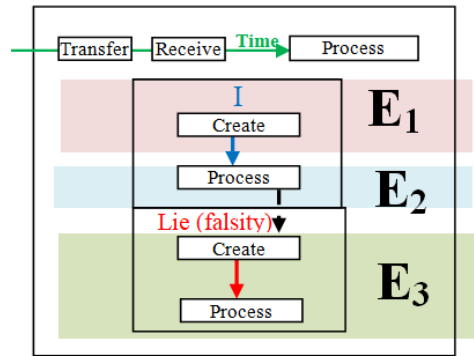 Transfer Receive Time Process
I
Create
E1
Process
E2
Lie (falsity)
Create
E3
Process